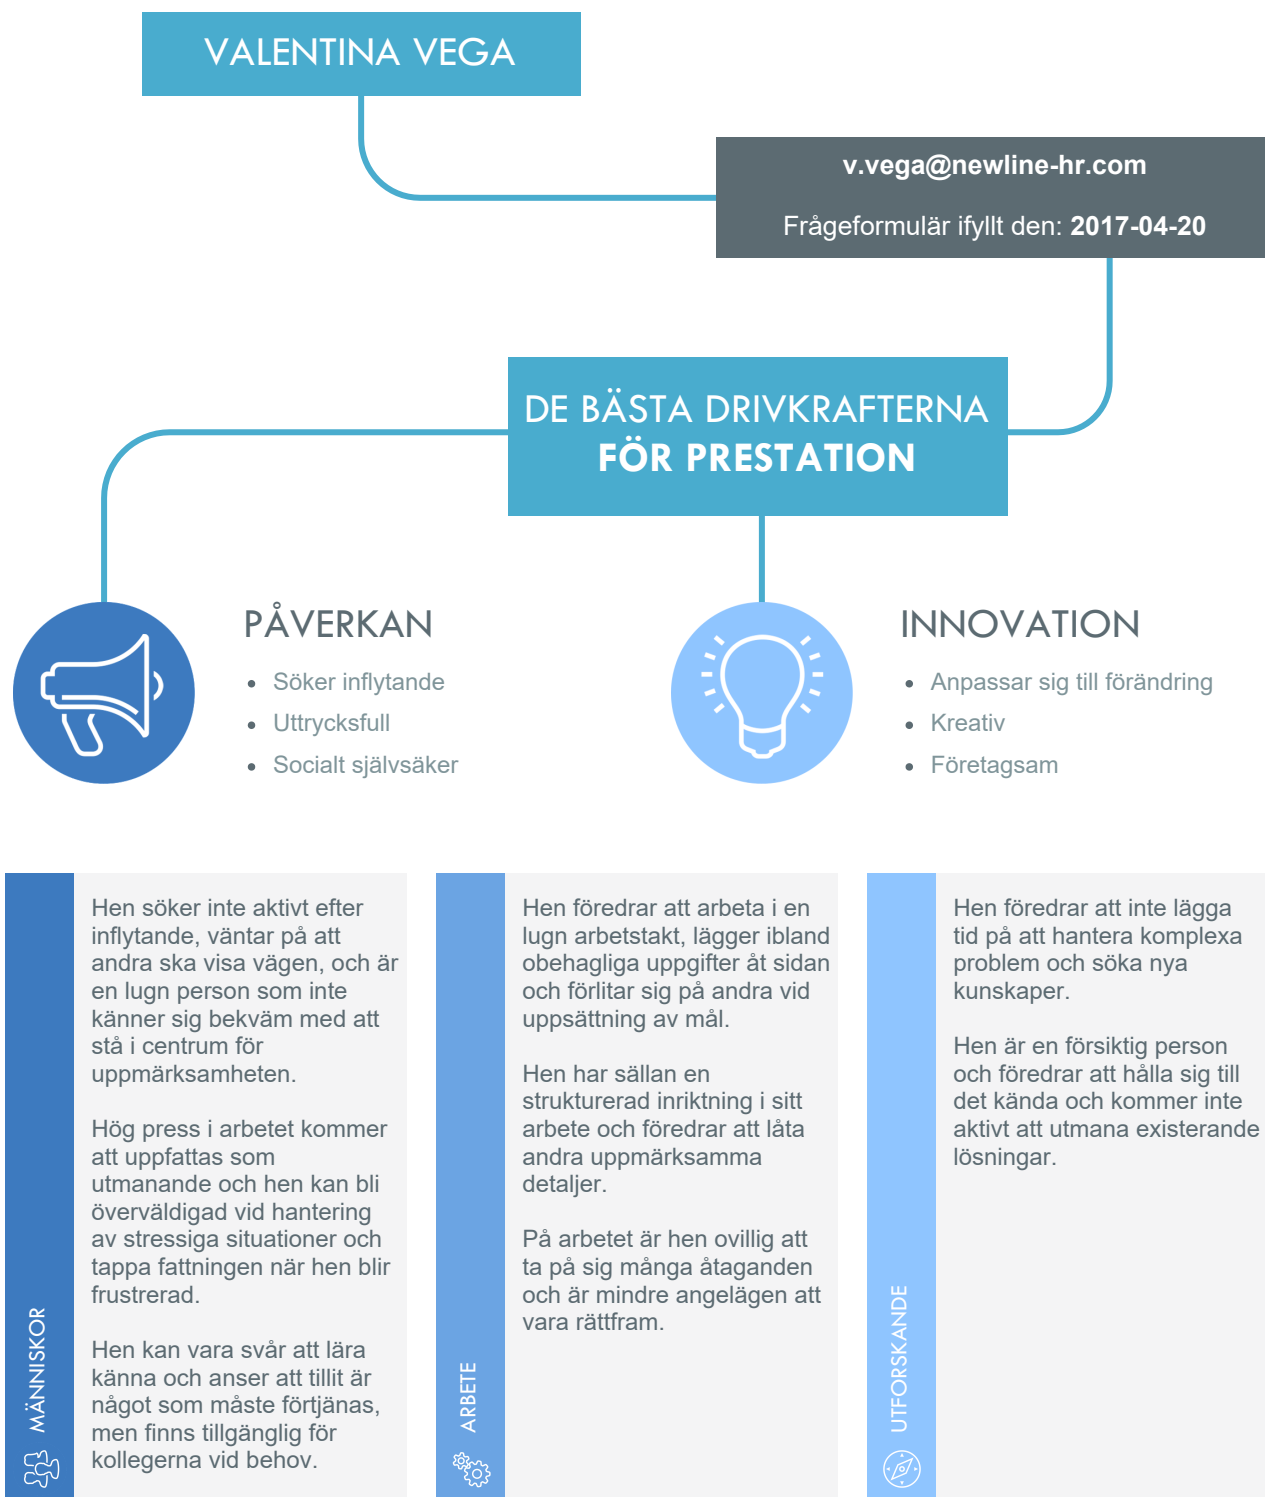 VALENTINA VEGA
v.vega@newline-hr.com
Frågeformulär ifyllt den: 2017-04-20
DE BÄSTA DRIVKRAFTERNA
FÖR PRESTATION
PÅVERKAN
• Söker inflytande
• Uttrycksfull
• Socialt självsäker
INNOVATION
• Anpassar sig till förändring
• Kreativ
• Företagsam
MÄNNISKOR
Hen söker inte aktivt efter
inflytande, väntar på att
andra ska visa vägen, och är
en lugn person som inte
känner sig bekväm med att
stå i centrum för
uppmärksamheten.
Hög press i arbetet kommer
att uppfattas som
utmanande och hen kan bli
överväldigad vid hantering
av stressiga situationer och
tappa fattningen när hen blir
frustrerad.
Hen kan vara svår att lära
känna och anser att tillit är
något som måste förtjänas,
men finns tillgänglig för
kollegerna vid behov.
ARBETE
Hen föredrar att arbeta i en
lugn arbetstakt, lägger ibland
obehagliga uppgifter åt sidan
och förlitar sig på andra vid
uppsättning av mål.
Hen har sällan en
strukturerad inriktning i sitt
arbete och föredrar att låta
andra uppmärksamma
detaljer.
På arbetet är hen ovillig att
ta på sig många åtaganden
och är mindre angelägen att
vara rättfram.
UTFORSKANDE
Hen föredrar att inte lägga
tid på att hantera komplexa
problem och söka nya
kunskaper.
Hen är en försiktig person
och föredrar att hålla sig till
det kända och kommer inte
aktivt att utmana existerande
lösningar.